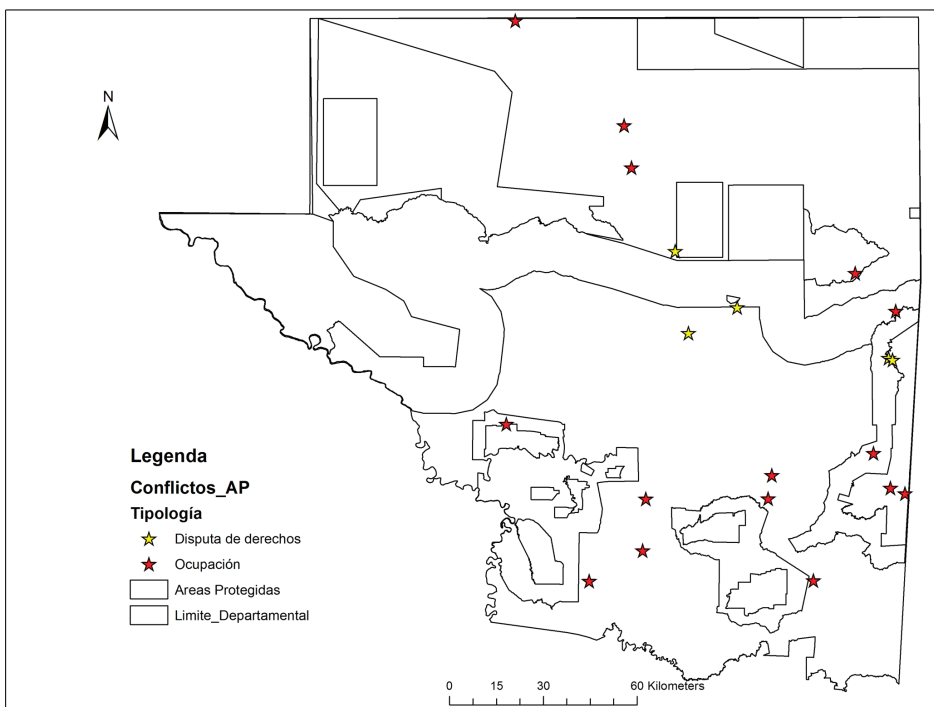 N
Legenda
Conflictos_AP
Tipología
Disputa de derechos
Ocupación
Areas Protegidas
Limite_Departamental
0 15 30 60 Kilometers